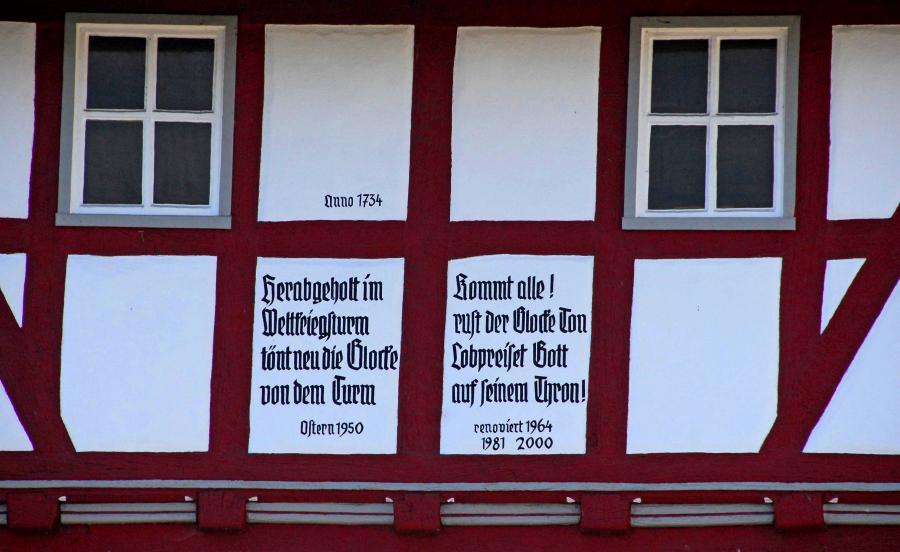 Anno 1734
Herabgeholt im
Weltkriegſturm
tönt neu die Glocke
von dem Turm
Oſtern 1950
Kommt alle!
ruft der Glocke Ton
Lobpreiſet Gott
auf ſeinem Thron!
renoviert 1964
1981 2000